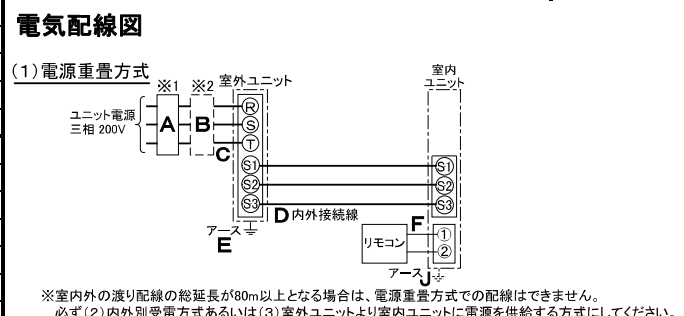 電気配線図
(1)電源重畳方式
※1 ※2 室外ユニット
室内
ユニット
ユニット電源
三相 200V
A B C
R
S
T
S1 S1
S2 S2
S3 S3
D 内外接続線
アース
E
F
リモコン
①
②
アース J
※室内外の渡り配線の総延長が80m以上となる場合は、電源重畳方式での配線はできません。
必ず(2)内外別受電方式あるいは(3)室外ユニットより室内ユニットに電源を供給する方式にしてください。